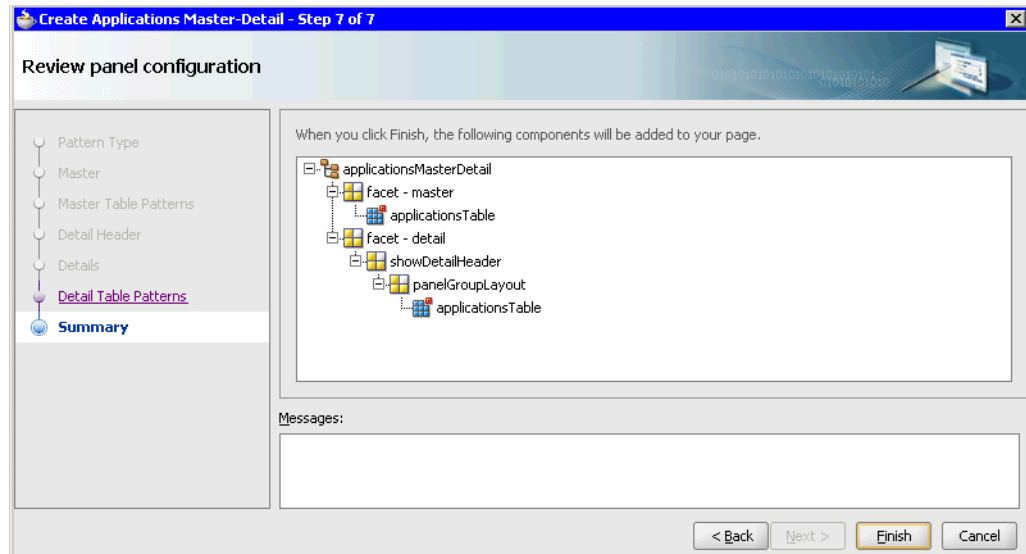 Create Applications Master-Detail - Step 7 of 7
Review panel configuration
Pattern Type
Master
Master Table Patterns
Detail Header
Details
Detail Table Patterns
Summary
When you click Finish, the following components will be added to your page.
applicationsMasterDetail
facet - master
applicationsTable
facet - detail
showDetailHeader
panelGroupLayout
applicationsTable
Messages:
< Back Next > Finish Cancel